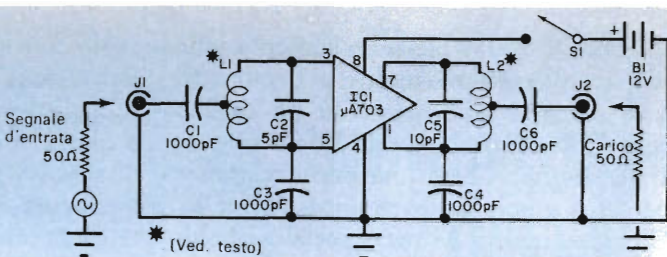 Segnale
d'entrata
50Ω
J1
C1
1000pF
*L1
C2
5pF
C3
1000pF
3
5
8
4
7
1
IC1
μA703
C5
10pF
C4
1000pF
L2*
C6
1000pF
S1
+
B1
12V
J2
Carico
50Ω
* (Ved. testo)